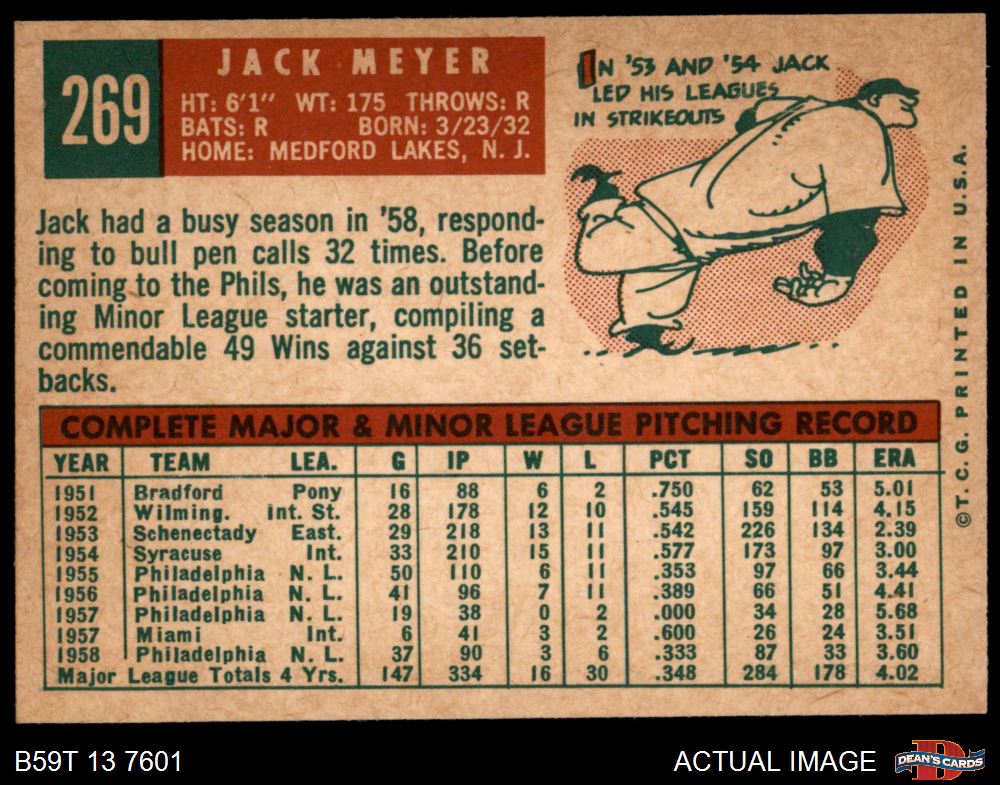 269
JACK MEYER
HT: 6'1" WT: 175 THROWS: R
BATS: R BORN: 3/23/32
HOME: MEDFORD LAKES, N. J.
IN '53 AND '54 JACK
LED HIS LEAGUES
IN STRIKEOUTS
Jack had a busy season in '58, respond-
ing to bull pen calls 32 times. Before
coming to the Phils, he was an outstand-
ing Minor League starter, compiling a
commendable 49 Wins against 36 set-
backs.
COMPLETE MAJOR & MINOR LEAGUE PITCHING RECORD
YEAR TEAM LEA. G IP W L PCT SO BB ERA
1951 Bradford Pony 16 88 6 2 .750 62 53 5.01
1952 Wilming. Int. St. 28 178 12 10 .545 159 114 4.15
1953 Schenectady East. 29 218 13 11 .542 226 134 2.39
1954 Syracuse Int. 33 210 15 11 .577 173 97 3.00
1955 Philadelphia N. L. 50 110 6 11 .353 97 66 3.44
1956 Philadelphia N. L. 41 96 7 11 .389 66 51 4.41
1957 Philadelphia N. L. 19 38 0 2 .000 34 28 5.68
1957 Miami Int. 6 41 3 2 .600 26 24 3.51
1958 Philadelphia N. L. 37 90 3 6 .333 87 33 3.60
Major League Totals 4 Yrs. 147 334 16 30 .348 284 178 4.02
©T. C. G. PRINTED IN U.S.A.
B59T 13 7601
ACTUAL IMAGE
D
DEAN'S CARDS